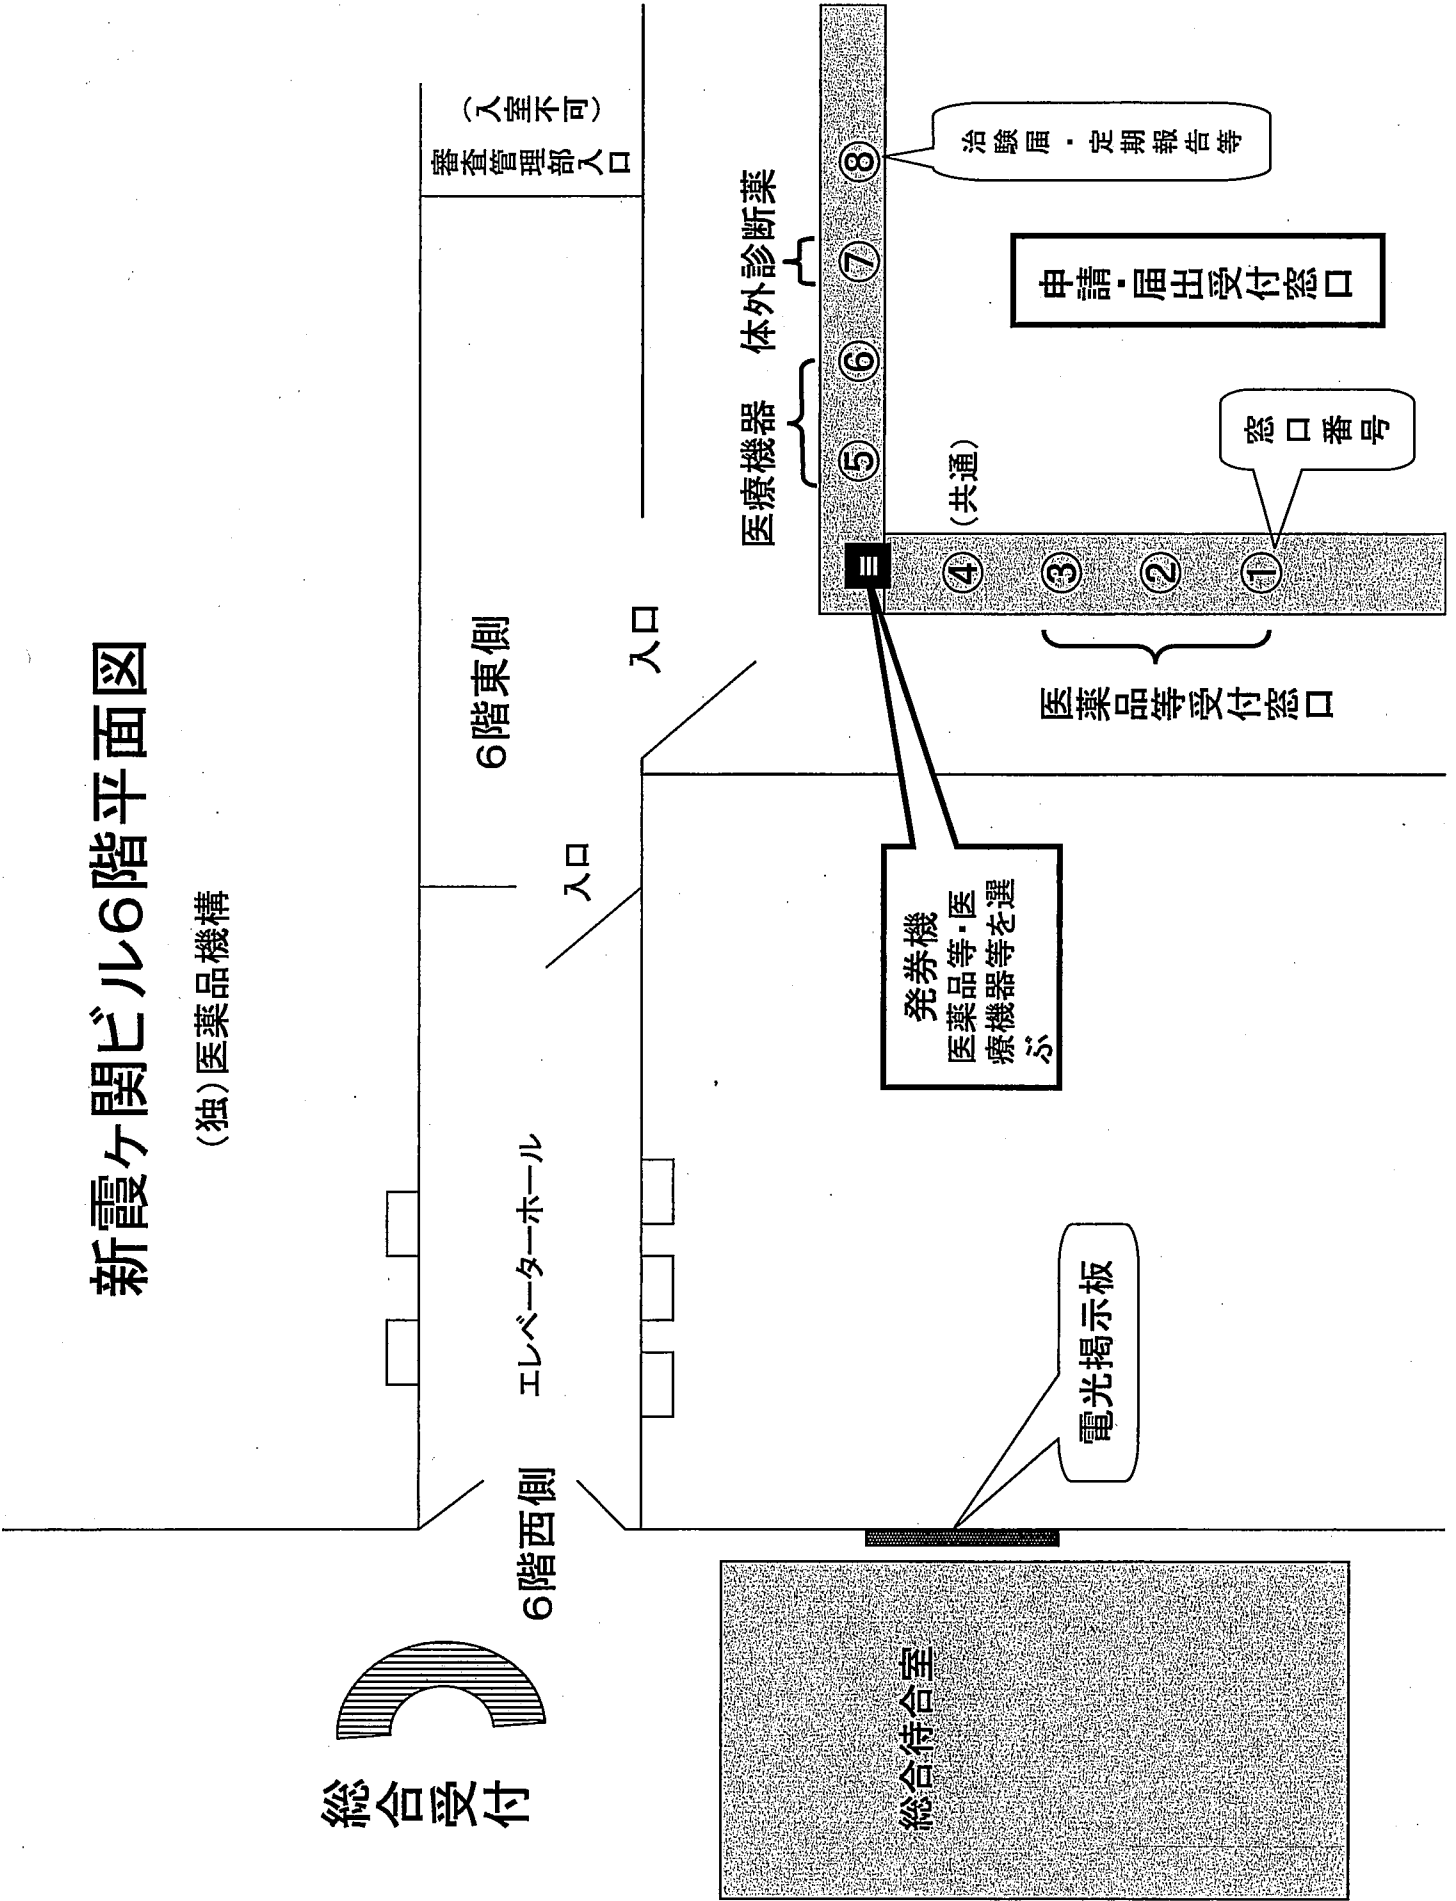 新霞ヶ関ビル6階平面図
(独)医薬品機構
総合受付
6階西側
エレベーターホール
入口
6階東側
審査管理部入口
(入室不可)
入口
総合待合室
電光掲示板
発券機
医薬品等・医
療機器等を選
ぶ
医療機器
体外診断薬
⑤
⑥
⑦
⑧
治験届・定期報告等
④
(共通)
③
②
①
医薬品等受付窓口
窓口番号
申請・届出受付窓口